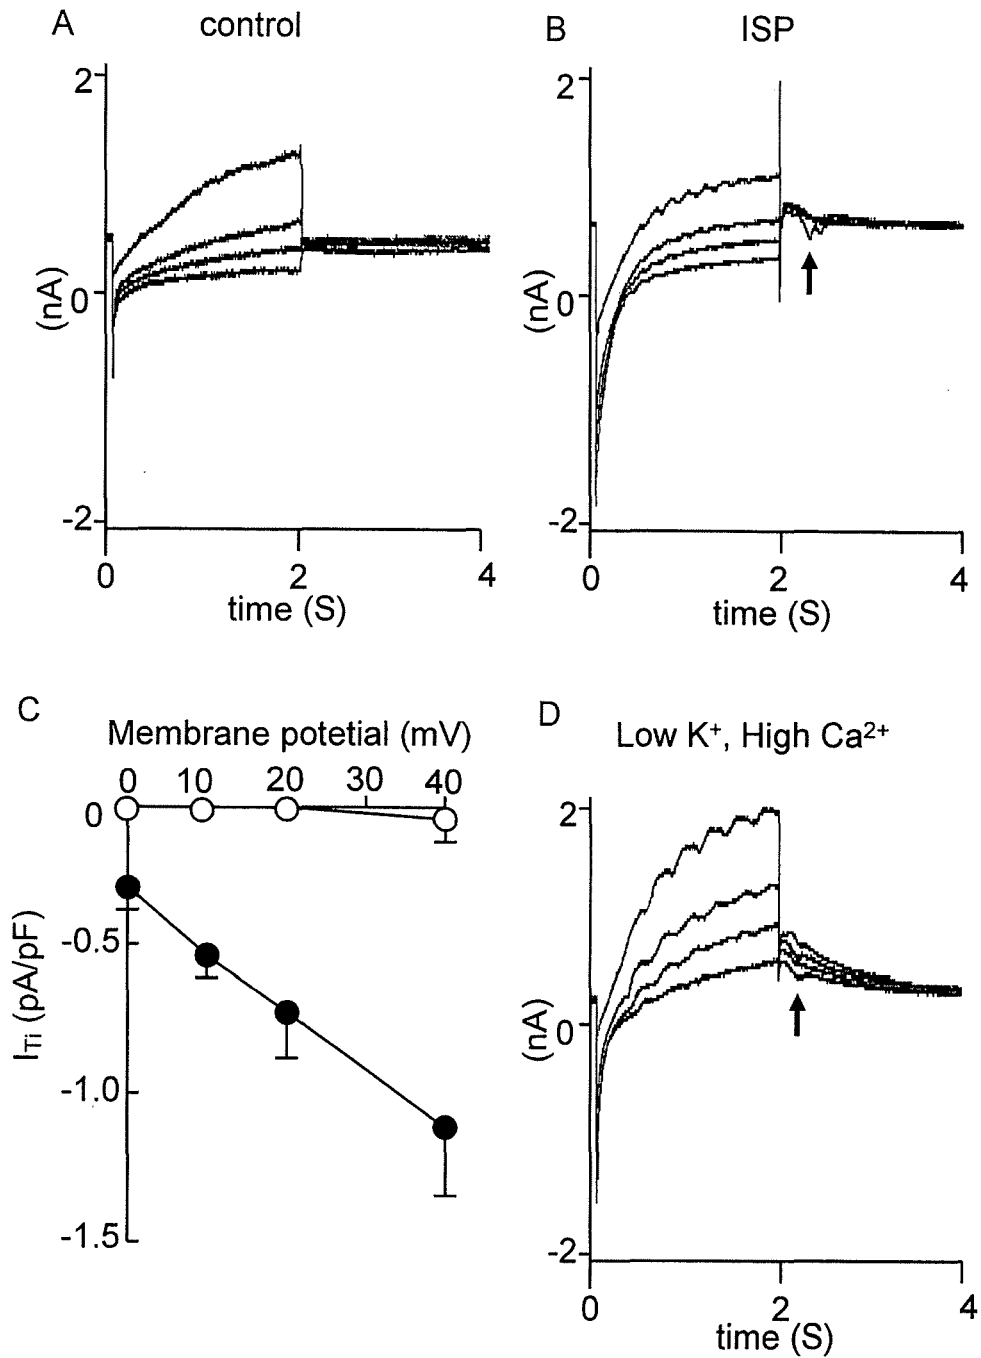 A
control
2
0
-2
(nA)
0
2
4
time (S)
B
ISP
2
0
-2
(nA)
0
2
4
time (S)
C
Membrane potetial (mV)
0 10 20 30 40
0
-0.5
-1.0
-1.5
I_Ti (pA/pF)
D
Low K⁺, High Ca²⁺
2
0
-2
(nA)
0
2
4
time (S)